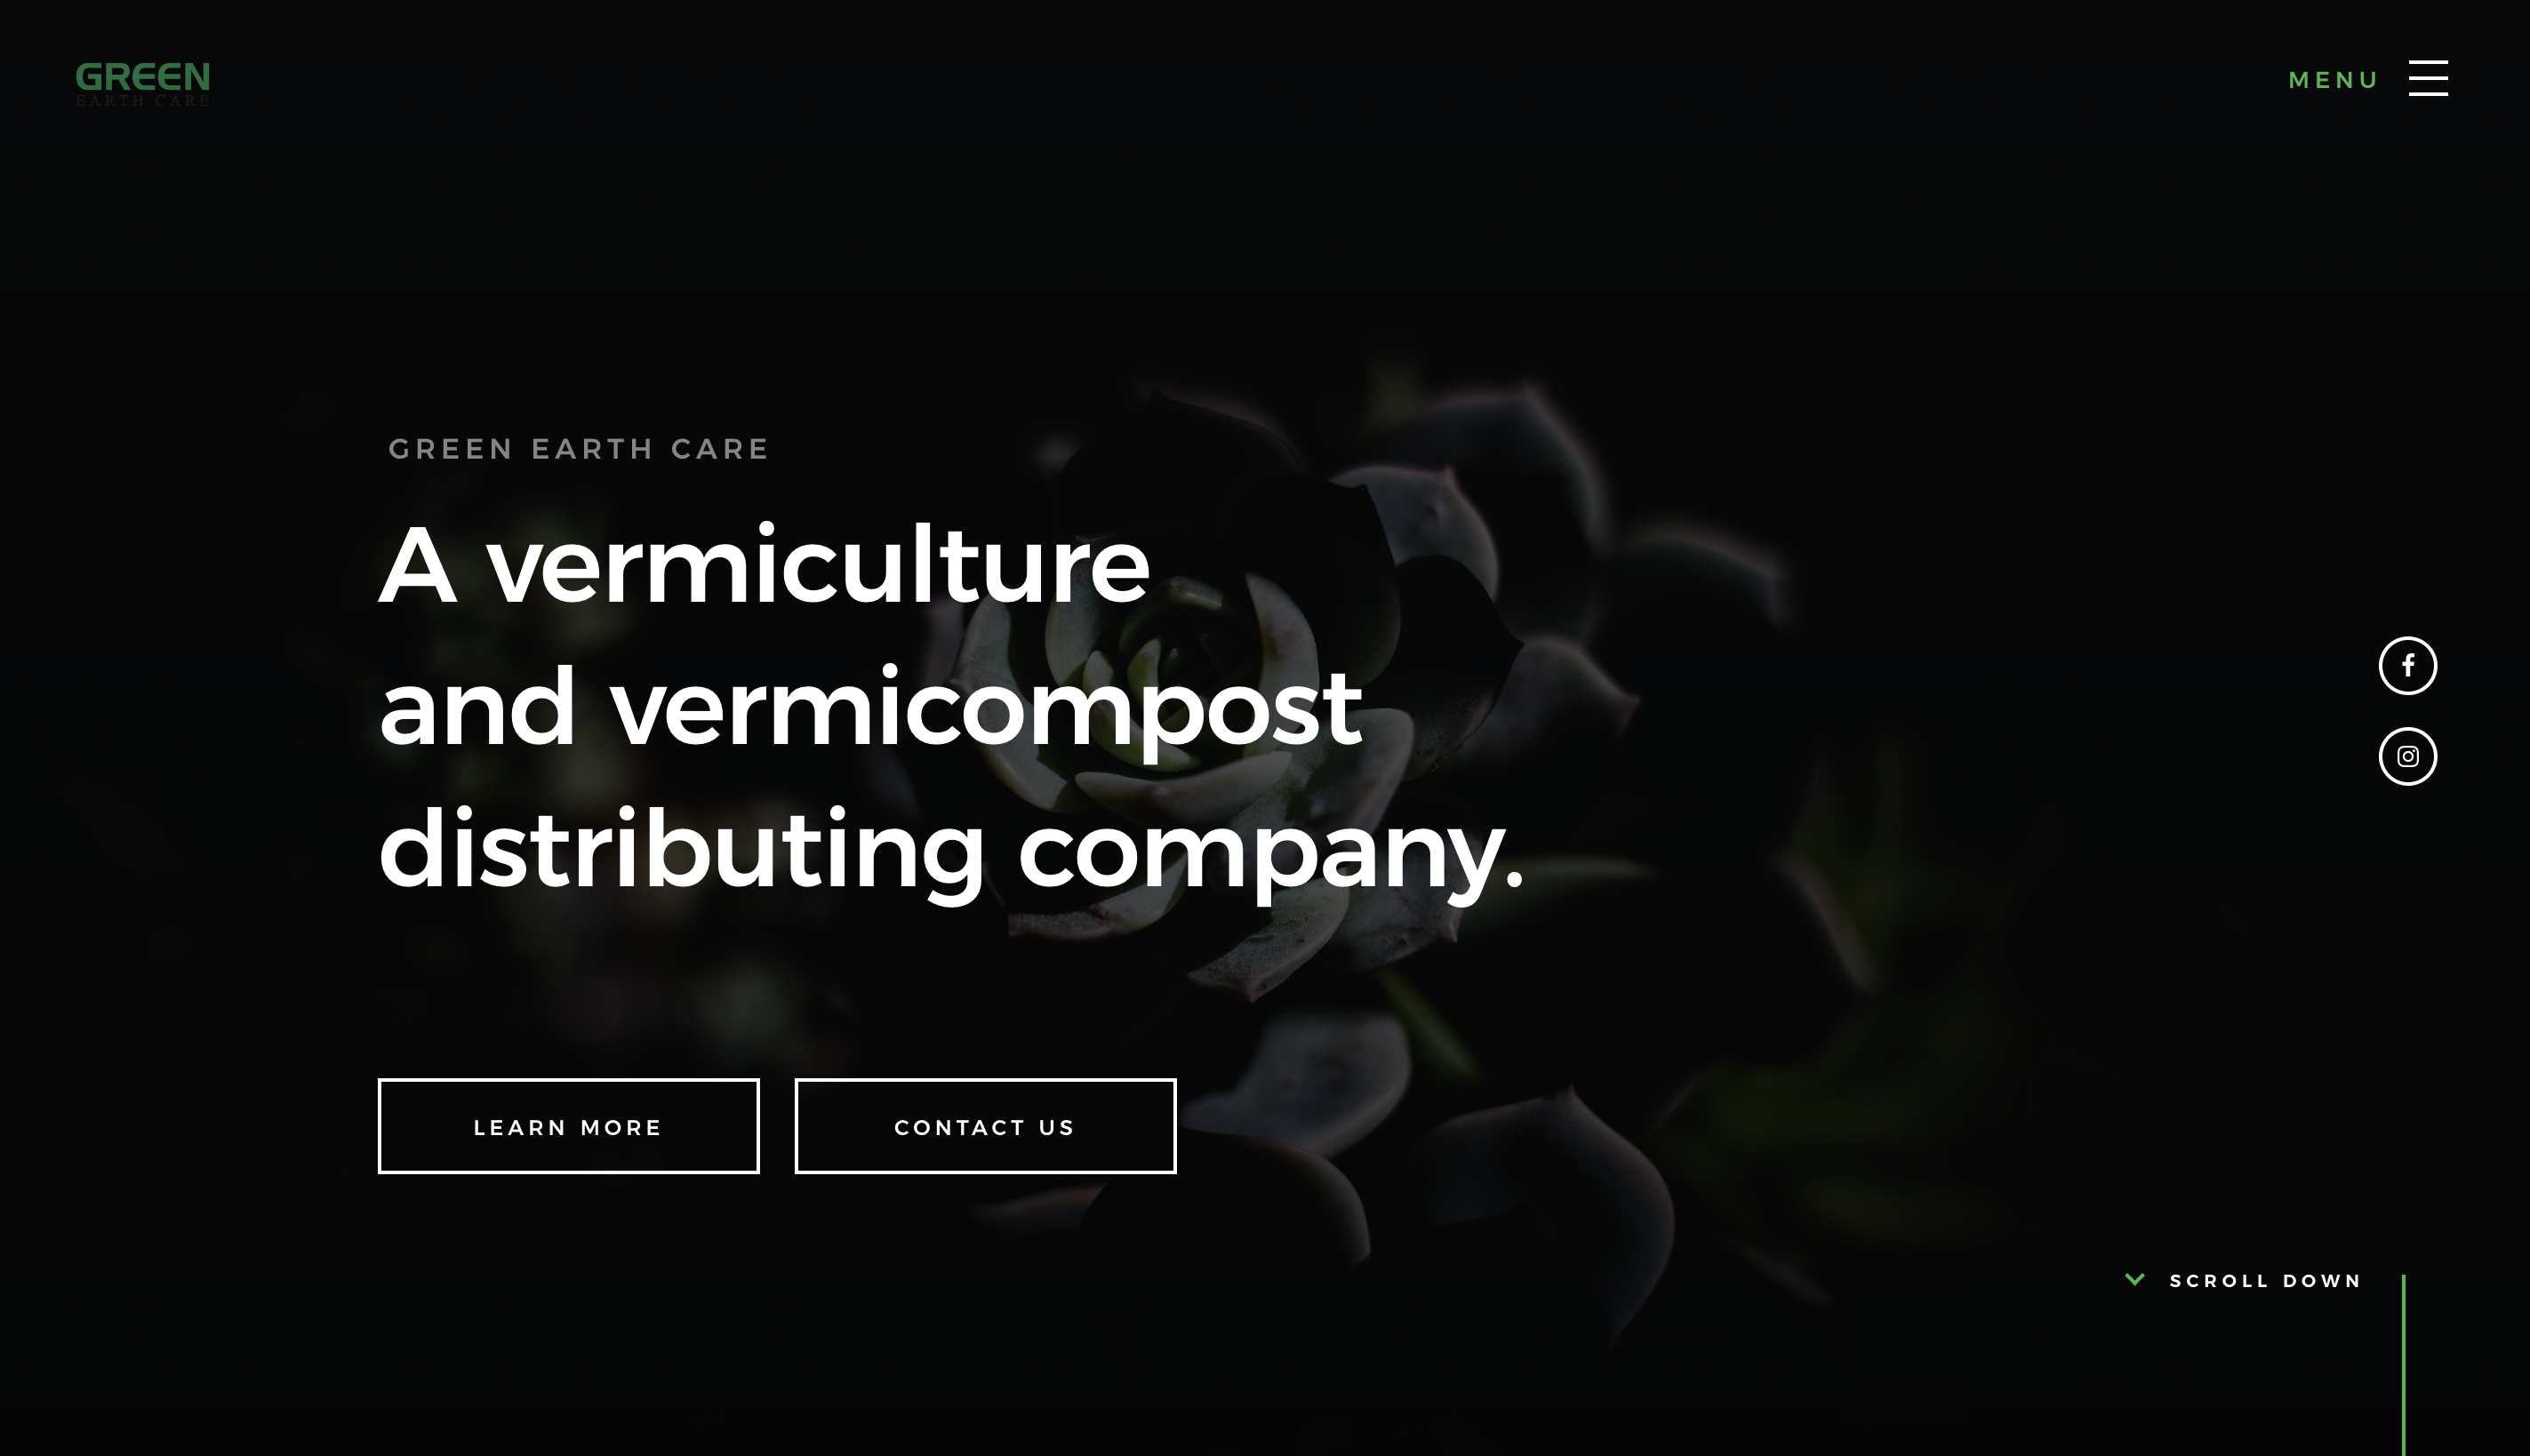 GREEN
EARTH CARE
MENU
GREEN EARTH CARE
A vermiculture
and vermicompost
distributing company.
LEARN MORE
CONTACT US
SCROLL DOWN